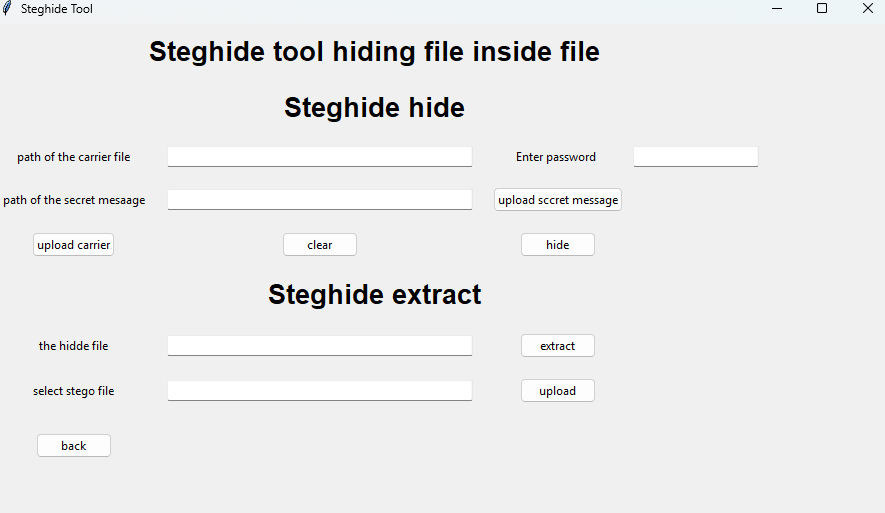 Steghide Tool
Steghide tool hiding file inside file
Steghide hide
path of the carrier file Enter password
path of the secret mesaage upload sccret message
upload carrier clear hide
Steghide extract
the hidde file extract
select stego file upload
back